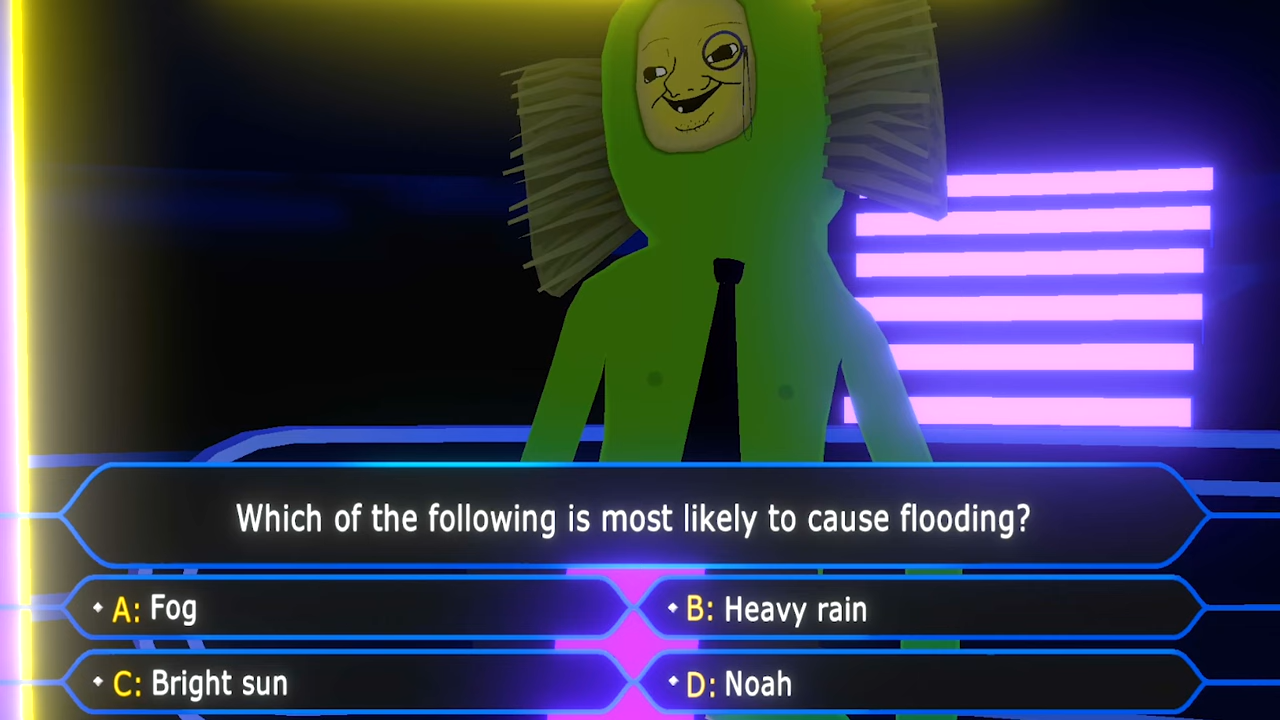 Which of the following is most likely to cause flooding?
A: Fog
B: Heavy rain
C: Bright sun
D: Noah